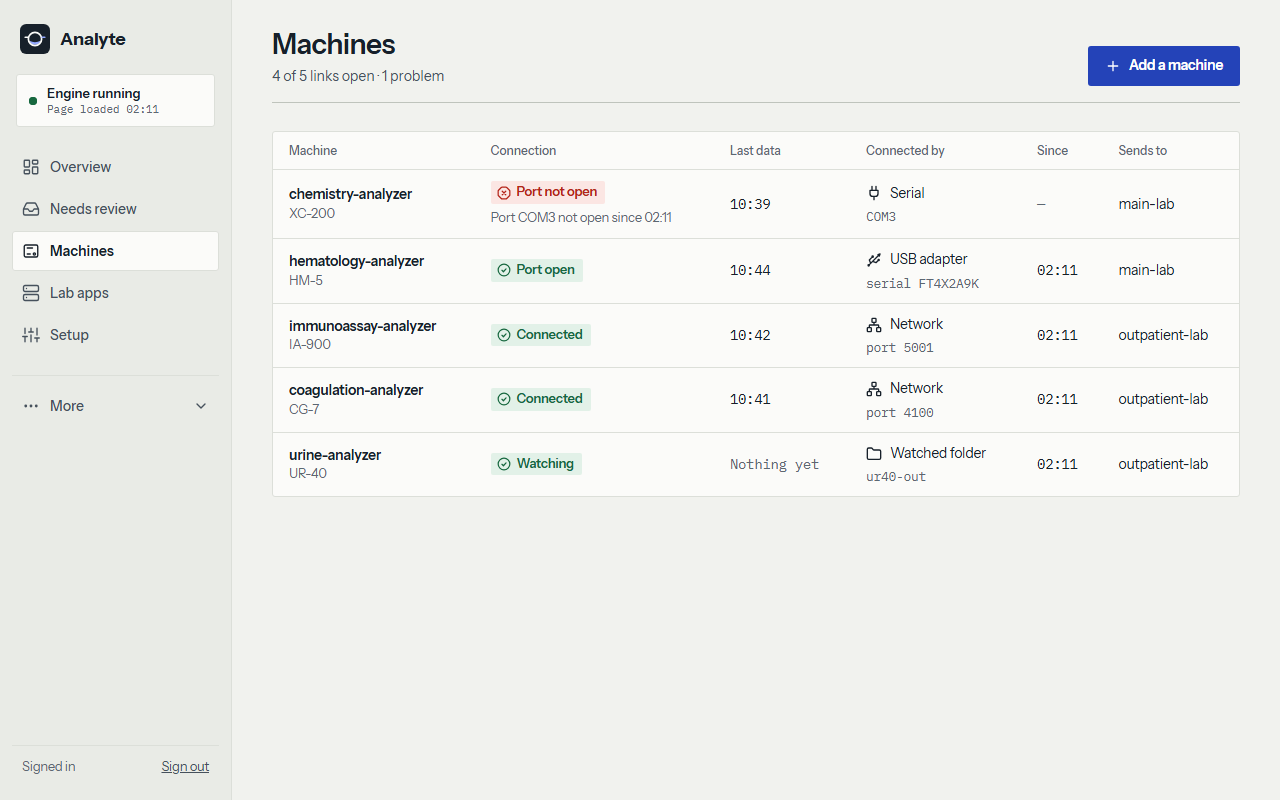 Analyte
Engine running
Page loaded 02:11
Overview
Needs review
Machines
Lab apps
Setup
More
Signed in
Sign out
Machines
4 of 5 links open · 1 problem
Add a machine
Machine Connection Last data Connected by Since Sends to
chemistry-analyzer
XC-200
Port not open
Port COM3 not open since 02:11
10:39
Serial
COM3
—
main-lab
hematology-analyzer
HM-5
Port open
10:44
USB adapter
serial FT4X2A9K
02:11
main-lab
immunoassay-analyzer
IA-900
Connected
10:42
Network
port 5001
02:11
outpatient-lab
coagulation-analyzer
CG-7
Connected
10:41
Network
port 4100
02:11
outpatient-lab
urine-analyzer
UR-40
Watching
Nothing yet
Watched folder
ur40-out
02:11
outpatient-lab